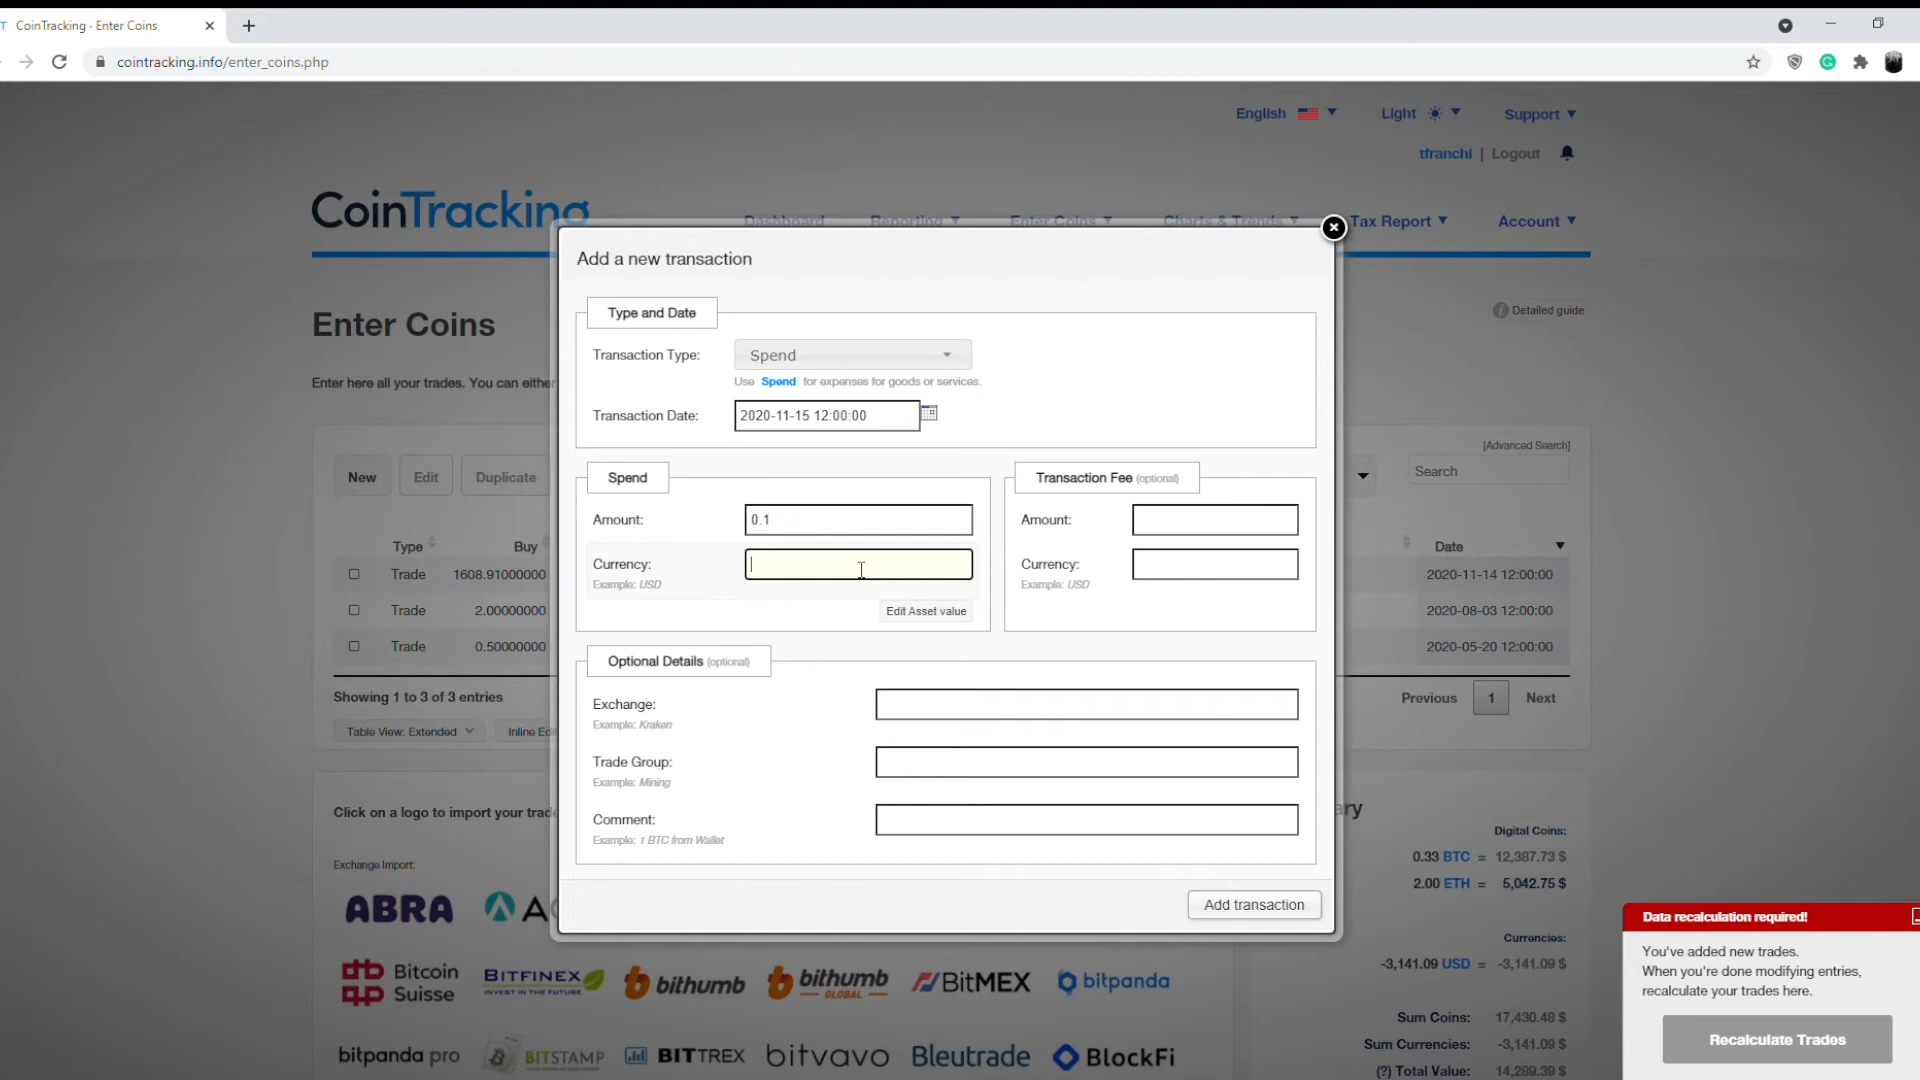 CoinTracking · Enter Coins
cointracking.info/enter_coins.php
English
Light
Support
tfranchi | Logout
CoinTracking
Dashboard
Reporting
Enter Coins
Charts & Trends
Tax Report
Account
Add a new transaction
Enter Coins
Detailed guide
Type and Date
Transaction Type:
Spend
Use Spend for expenses for goods or services.
Enter here all your trades. You can either
Transaction Date:
2020-11-15 12:00:00
[Advanced Search]
New
Edit
Duplicate
Search
Spend
Transaction Fee (optional)
Amount:
0.1
Amount:
Currency:
Example: USD
Currency:
Example: USD
Edit Asset value
Type
Buy
Date
Trade
1608.91000000
2020-11-14 12:00:00
Trade
2.00000000
2020-08-03 12:00:00
Trade
0.50000000
2020-05-20 12:00:00
Showing 1 to 3 of 3 entries
Previous
1
Next
Table View: Extended
Optional Details (optional)
Exchange:
Example: Kraken
Trade Group:
Example: Mining
Comment:
Example: 1 BTC from Wallet
Add transaction
Exchange Import:
ABRA
Bitcoin
Suisse
BITFINEX
bithumb
bithumb
GLOBAL
BitMEX
bitpanda
bitpanda pro
BITSTAMP
BITTREX
bitvavo
Bleutrade
BlockFi
Digital Coins:
0.33 BTC = 12,387.73 $
2.00 ETH = 5,042.75 $
Currencies:
-3,141.09 USD = -3,141.09 $
Sum Coins: 17,430.48 $
Sum Currencies: -3,141.09 $
(?) Total Value: 14,289.39 $
Data recalculation required!
You've added new trades.
When you're done modifying entries,
recalculate your trades here.
Recalculate Trades